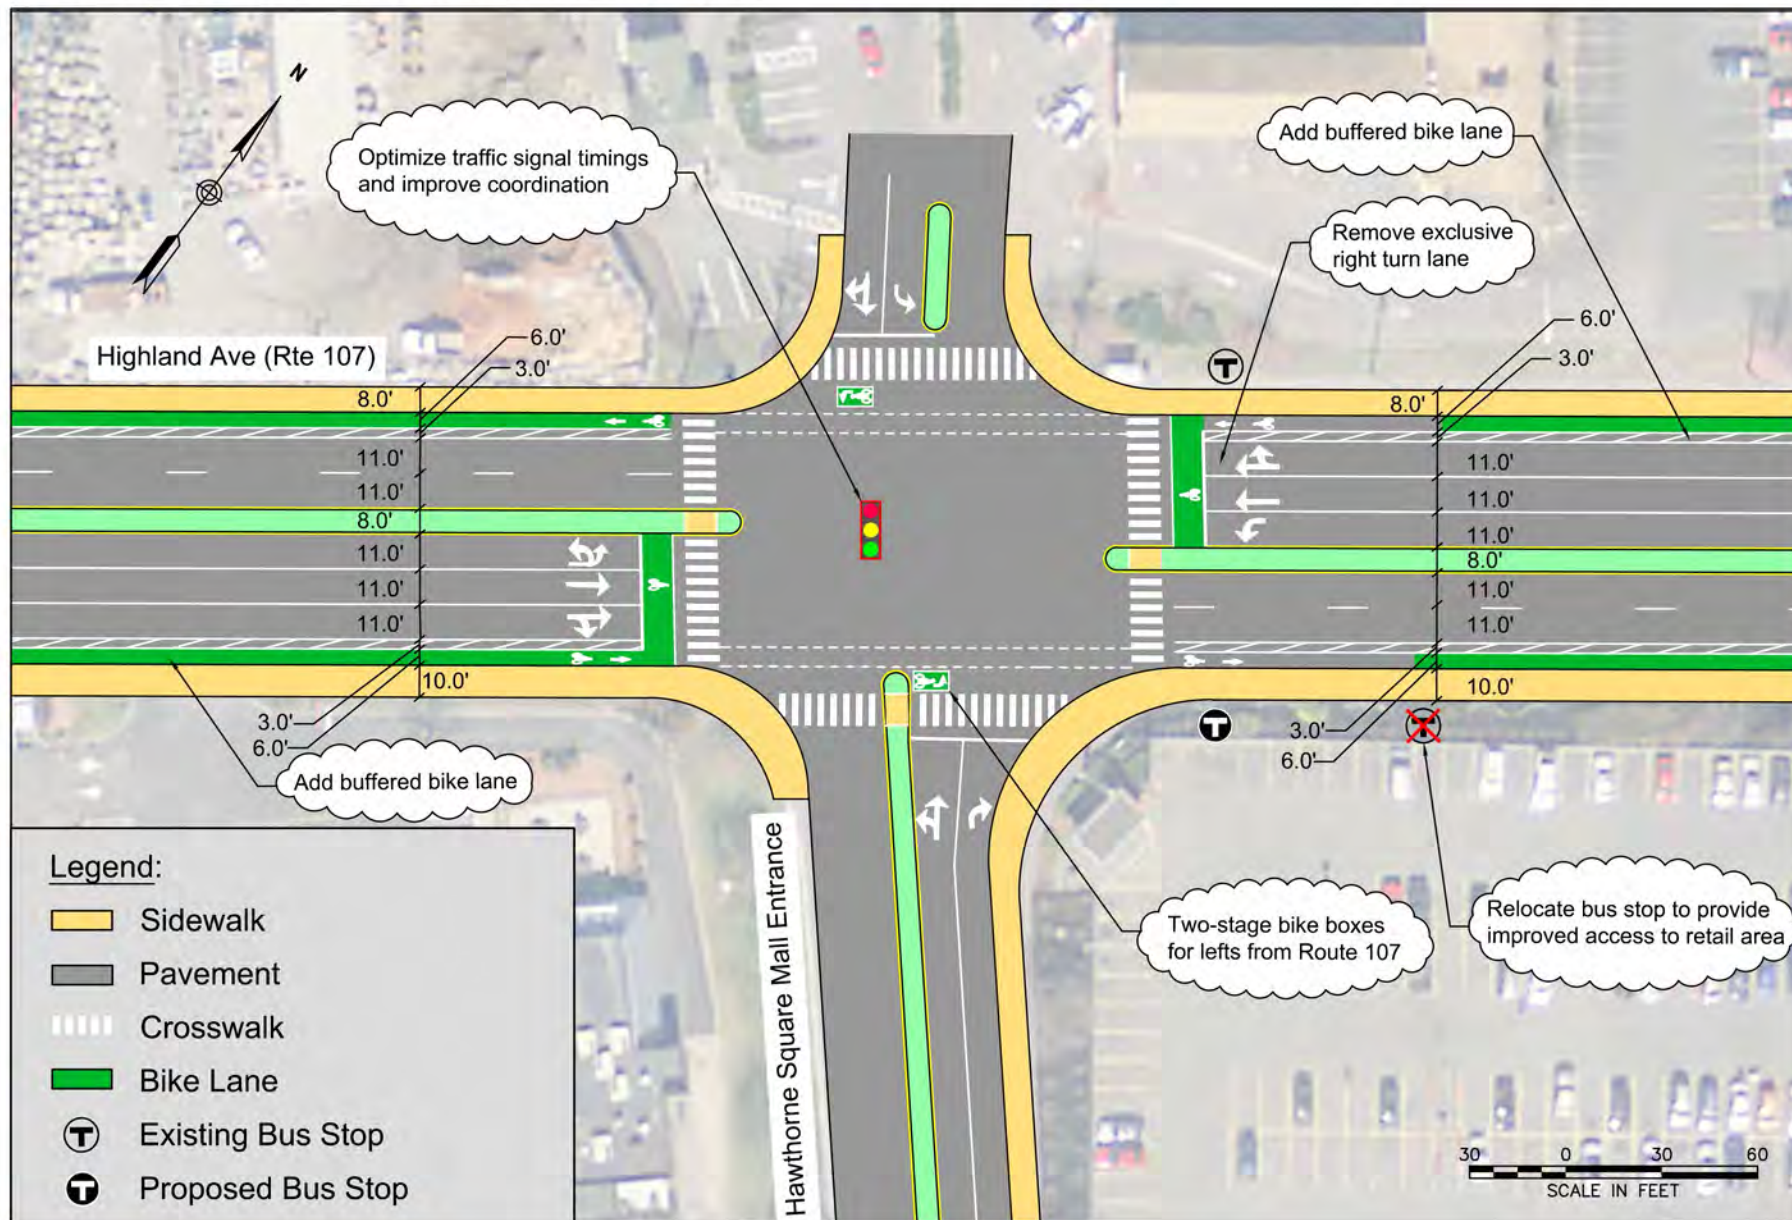 N
Optimize traffic signal timings
and improve coordination
Add buffered bike lane
Remove exclusive
right turn lane
Highland Ave (Rte 107)
6.0'
3.0'
8.0'
11.0'
11.0'
8.0'
11.0'
11.0'
11.0'
10.0'
3.0'
6.0'
6.0'
3.0'
8.0'
11.0'
11.0'
11.0'
8.0'
11.0'
11.0'
10.0'
3.0'
6.0'
T
T
T
Add buffered bike lane
Hawthorne Square Mall Entrance
Two-stage bike boxes
for lefts from Route 107
Relocate bus stop to provide
improved access to retail area
Legend:
Sidewalk
Pavement
Crosswalk
Bike Lane
T Existing Bus Stop
T Proposed Bus Stop
30 0 30 60
SCALE IN FEET